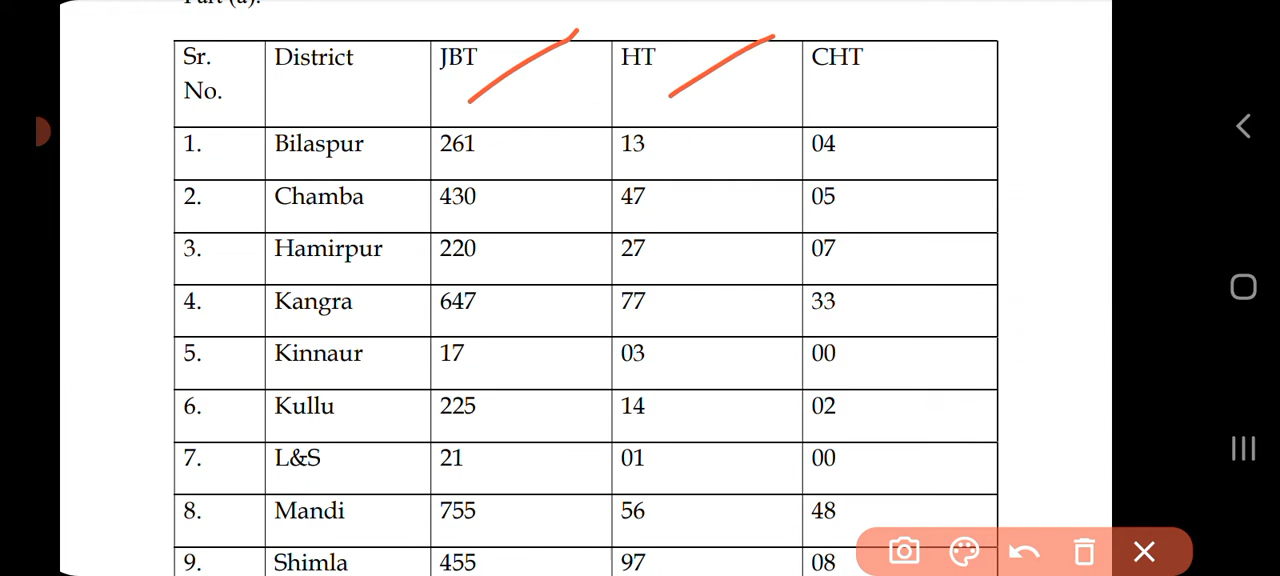 Part (a).
Sr. No. District JBT HT CHT
1. Bilaspur 261 13 04
2. Chamba 430 47 05
3. Hamirpur 220 27 07
4. Kangra 647 77 33
5. Kinnaur 17 03 00
6. Kullu 225 14 02
7. L&S 21 01 00
8. Mandi 755 56 48
9. Shimla 455 97 08